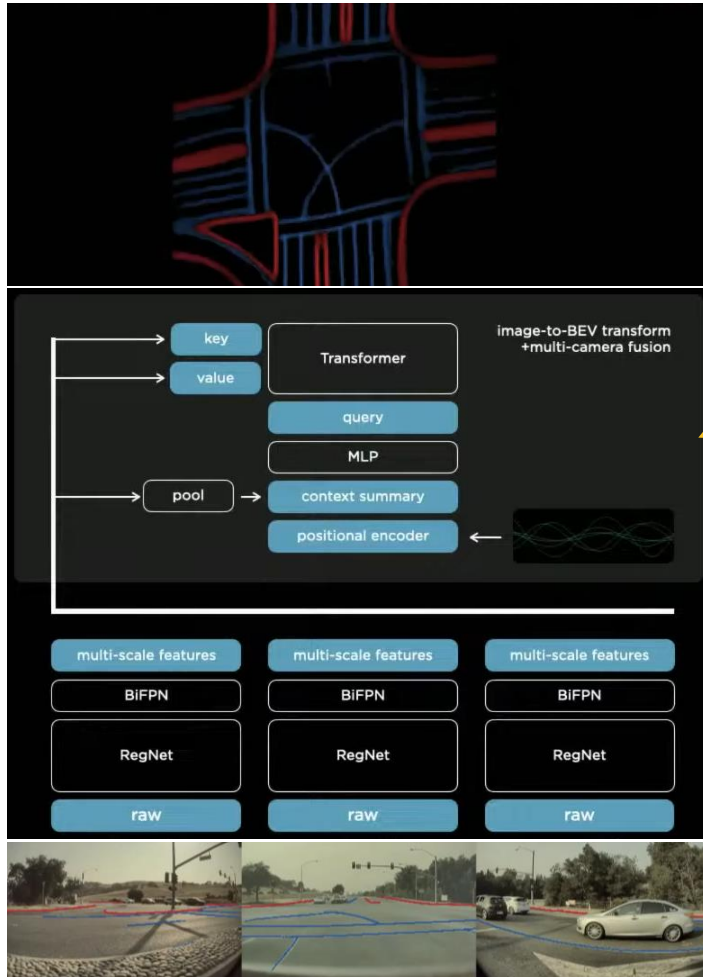 image-to-BEV transform
+multi-camera fusion
key
value
Transformer
query
MLP
pool
context summary
positional encoder
multi-scale features
multi-scale features
multi-scale features
BiFPN
BiFPN
BiFPN
RegNet
RegNet
RegNet
raw
raw
raw